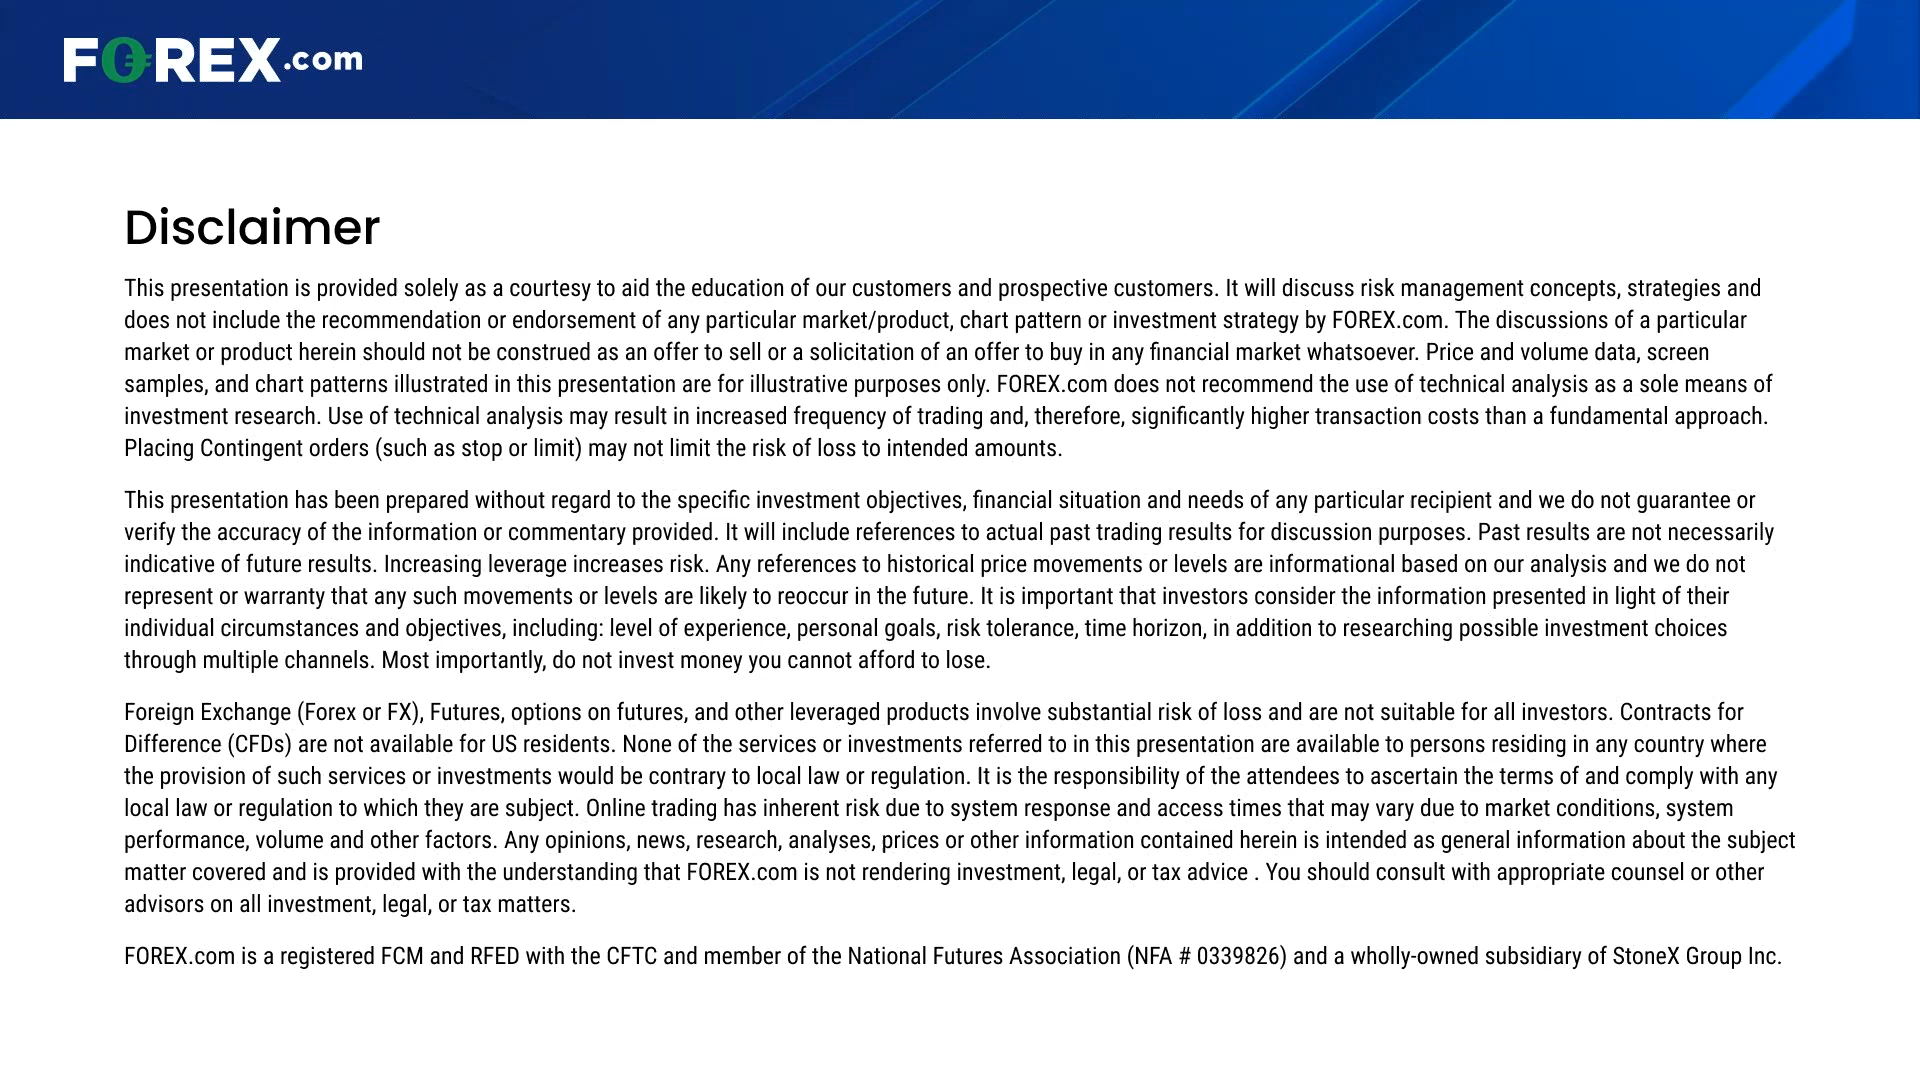 FOREX.com
Disclaimer
This presentation is provided solely as a courtesy to aid the education of our customers and prospective customers. It will discuss risk management concepts, strategies and
does not include the recommendation or endorsement of any particular market/product, chart pattern or investment strategy by FOREX.com. The discussions of a particular
market or product herein should not be construed as an offer to sell or a solicitation of an offer to buy in any financial market whatsoever. Price and volume data, screen
samples, and chart patterns illustrated in this presentation are for illustrative purposes only. FOREX.com does not recommend the use of technical analysis as a sole means of
investment research. Use of technical analysis may result in increased frequency of trading and, therefore, significantly higher transaction costs than a fundamental approach.
Placing Contingent orders (such as stop or limit) may not limit the risk of loss to intended amounts.
This presentation has been prepared without regard to the specific investment objectives, financial situation and needs of any particular recipient and we do not guarantee or
verify the accuracy of the information or commentary provided. It will include references to actual past trading results for discussion purposes. Past results are not necessarily
indicative of future results. Increasing leverage increases risk. Any references to historical price movements or levels are informational based on our analysis and we do not
represent or warranty that any such movements or levels are likely to reoccur in the future. It is important that investors consider the information presented in light of their
individual circumstances and objectives, including: level of experience, personal goals, risk tolerance, time horizon, in addition to researching possible investment choices
through multiple channels. Most importantly, do not invest money you cannot afford to lose.
Foreign Exchange (Forex or FX), Futures, options on futures, and other leveraged products involve substantial risk of loss and are not suitable for all investors. Contracts for
Difference (CFDs) are not available for US residents. None of the services or investments referred to in this presentation are available to persons residing in any country where
the provision of such services or investments would be contrary to local law or regulation. It is the responsibility of the attendees to ascertain the terms of and comply with any
local law or regulation to which they are subject. Online trading has inherent risk due to system response and access times that may vary due to market conditions, system
performance, volume and other factors. Any opinions, news, research, analyses, prices or other information contained herein is intended as general information about the subject
matter covered and is provided with the understanding that FOREX.com is not rendering investment, legal, or tax advice . You should consult with appropriate counsel or other
advisors on all investment, legal, or tax matters.
FOREX.com is a registered FCM and RFED with the CFTC and member of the National Futures Association (NFA # 0339826) and a wholly-owned subsidiary of StoneX Group Inc.